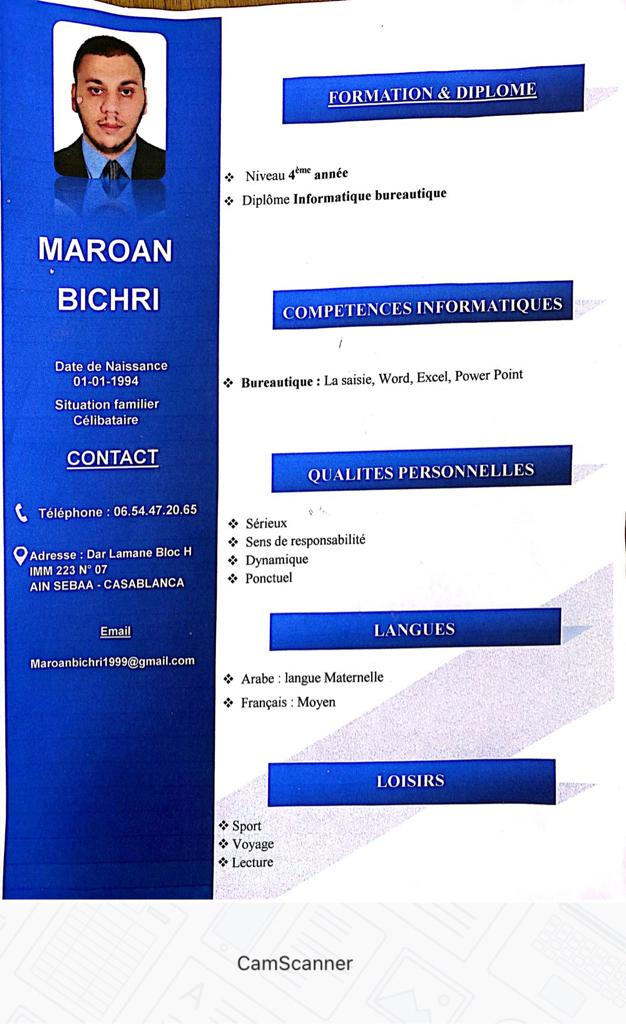 MAROAN
BICHRI
Date de Naissance
01-01-1994
Situation familier
Célibataire
CONTACT
Téléphone : 06.54.47.20.65
Adresse : Dar Lamane Bloc H
IMM 223 N° 07
AIN SEBAA - CASABLANCA
Email
Maroanbichri1999@gmail.com
FORMATION & DIPLOME
❖ Niveau 4ème année
❖ Diplôme Informatique bureautique
COMPETENCES INFORMATIQUES
❖ Bureautique : La saisie, Word, Excel, Power Point
QUALITES PERSONNELLES
❖ Sérieux
❖ Sens de responsabilité
❖ Dynamique
❖ Ponctuel
LANGUES
❖ Arabe : langue Maternelle
❖ Français : Moyen
LOISIRS
❖ Sport
❖ Voyage
❖ Lecture
CamScanner